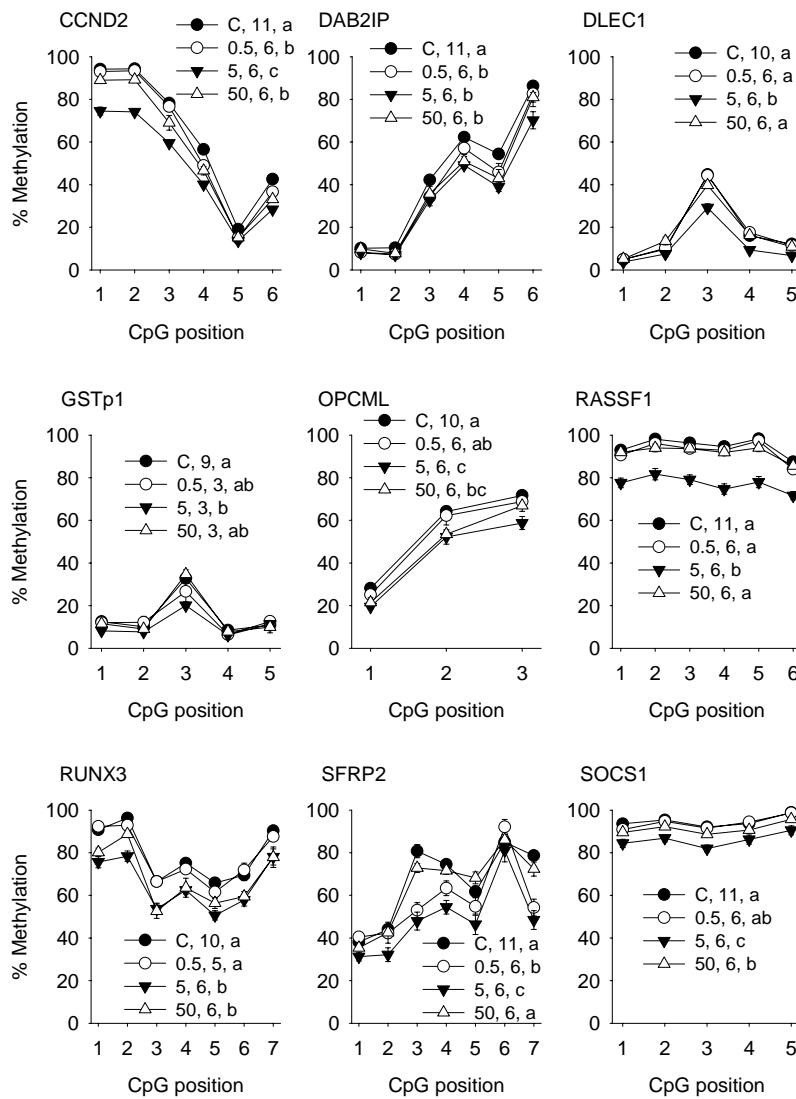 CCND2
C, 11, a
0.5, 6, b
5, 6, c
50, 6, b
% Methylation
100
80
60
40
20
0
1 2 3 4 5 6
CpG position
DAB2IP
C, 11, a
0.5, 6, b
5, 6, b
50, 6, b
100
80
60
40
20
0
1 2 3 4 5 6
CpG position
DLEC1
C, 10, a
0.5, 6, a
5, 6, b
50, 6, a
100
80
60
40
20
0
1 2 3 4 5
CpG position
GSTp1
C, 9, a
0.5, 3, ab
5, 3, b
50, 3, ab
% Methylation
100
80
60
40
20
0
1 2 3 4 5
CpG position
OPCML
C, 10, a
0.5, 6, ab
5, 6, c
50, 6, bc
100
80
60
40
20
0
1 2 3
CpG position
RASSF1
C, 11, a
0.5, 6, a
5, 6, b
50, 6, a
100
80
60
40
20
0
1 2 3 4 5 6
CpG position
RUNX3
C, 10, a
0.5, 5, a
5, 6, b
50, 6, b
% Methylation
100
80
60
40
20
0
1 2 3 4 5 6 7
CpG position
SFRP2
C, 11, a
0.5, 6, b
5, 6, c
50, 6, a
100
80
60
40
20
0
1 2 3 4 5 6 7
CpG position
SOCS1
C, 11, a
0.5, 6, ab
5, 6, c
50, 6, b
100
80
60
40
20
0
1 2 3 4 5
CpG position